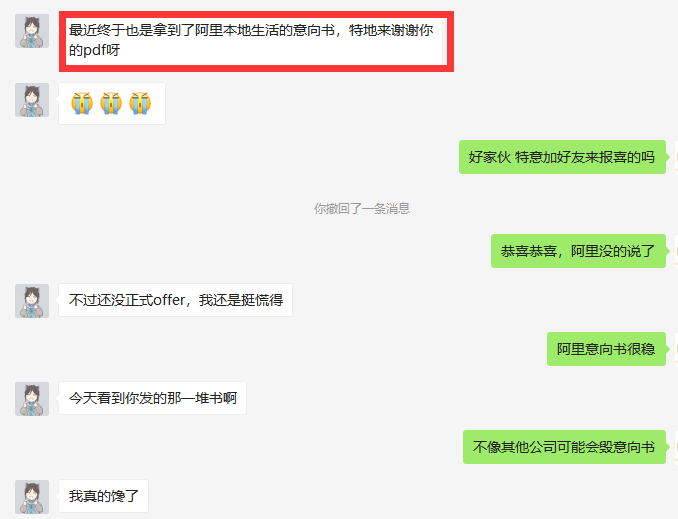 最近终于也是拿到了阿里本地生活的意向书，特地来谢谢你
的pdf呀
好家伙 特意加好友来报喜的吗
你撤回了一条消息
恭喜恭喜，阿里没的说了
不过还没正式offer，我还是挺慌得
阿里意向书很稳
今天看到你发的那一堆书啊
不像其他公司可能会毁意向书
我真的馋了